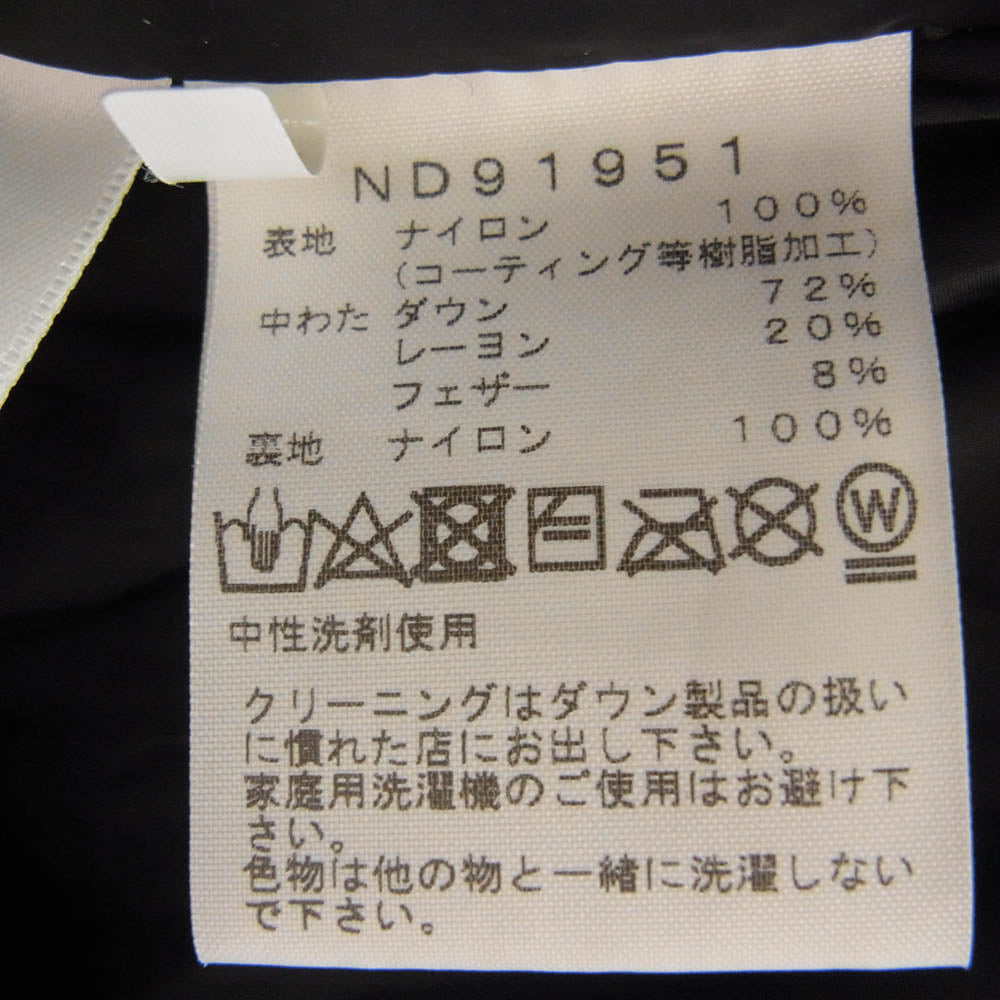 ND91951
表地 ナイロン 100%
(コーティング等樹脂加工)
中わた ダウン 72%
レーヨン 20%
フェザー 8%
裏地 ナイロン 100%
W
中性洗剤使用
クリーニングはダウン製品の扱い
に慣れた店にお出し下さい。
家庭用洗濯機のご使用はお避け下
さい。
色物は他の物と一緒に洗濯しない
で下さい。